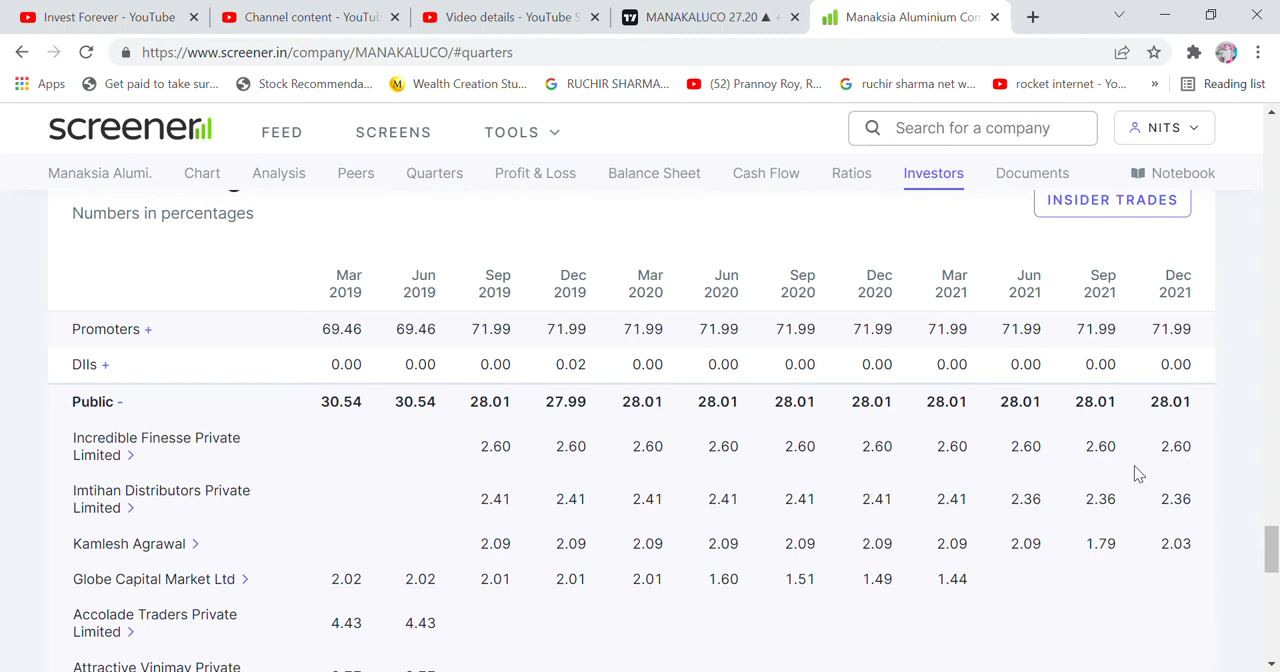 Invest Forever - YouTube
Channel content - YouTub
Video details - YouTube S
MANAKALUCO 27.20 ▲ +
Manaksia Aluminium Com
https://www.screener.in/company/MANAKALUCO/#quarters
Apps
Get paid to take sur...
Stock Recommenda...
Wealth Creation Stu...
RUCHIR SHARMA...
(52) Prannoy Roy, R...
ruchir sharma net w...
rocket internet - Yo...
»
Reading list
screener
FEED
SCREENS
TOOLS
Search for a company
NITS
Manaksia Alumi.
Chart
Analysis
Peers
Quarters
Profit & Loss
Balance Sheet
Cash Flow
Ratios
Investors
Documents
Notebook
Numbers in percentages
INSIDER TRADES
Mar 2019 Jun 2019 Sep 2019 Dec 2019 Mar 2020 Jun 2020 Sep 2020 Dec 2020 Mar 2021 Jun 2021 Sep 2021 Dec 2021
Promoters + 69.46 69.46 71.99 71.99 71.99 71.99 71.99 71.99 71.99 71.99 71.99 71.99
DIIs + 0.00 0.00 0.00 0.02 0.00 0.00 0.00 0.00 0.00 0.00 0.00 0.00
Public - 30.54 30.54 28.01 27.99 28.01 28.01 28.01 28.01 28.01 28.01 28.01 28.01
Incredible Finesse Private
Limited > 2.60 2.60 2.60 2.60 2.60 2.60 2.60 2.60 2.60 2.60
Imtihan Distributors Private
Limited > 2.41 2.41 2.41 2.41 2.41 2.41 2.41 2.36 2.36 2.36
Kamlesh Agrawal > 2.09 2.09 2.09 2.09 2.09 2.09 2.09 2.09 1.79 2.03
Globe Capital Market Ltd > 2.02 2.02 2.01 2.01 2.01 1.60 1.51 1.49 1.44
Accolade Traders Private
Limited > 4.43 4.43
Attractive Vinimay Private